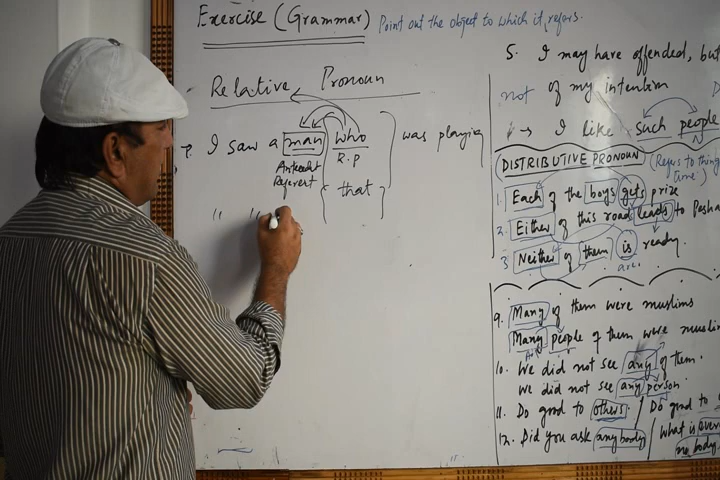 Exercise (Grammar) Point out the object to which it refers.
Relative Pronoun
I saw a man who was playing
R.P
Antecedent
Referent
that
" "
5. I may have offended, but
not of my intention
I like such people
DISTRIBUTIVE PRONOUN (Refers to thing
time)
1. Each of the boys gets prize
2. Either of this road leads to Pesha
3. Neither of them is ready.
are
9. Many of them were muslims
Many people of them were muslim
10. We did not see any of them.
we did not see any person
11. Do good to others / Do good to
12. Did you ask anybody / What is ever
no body